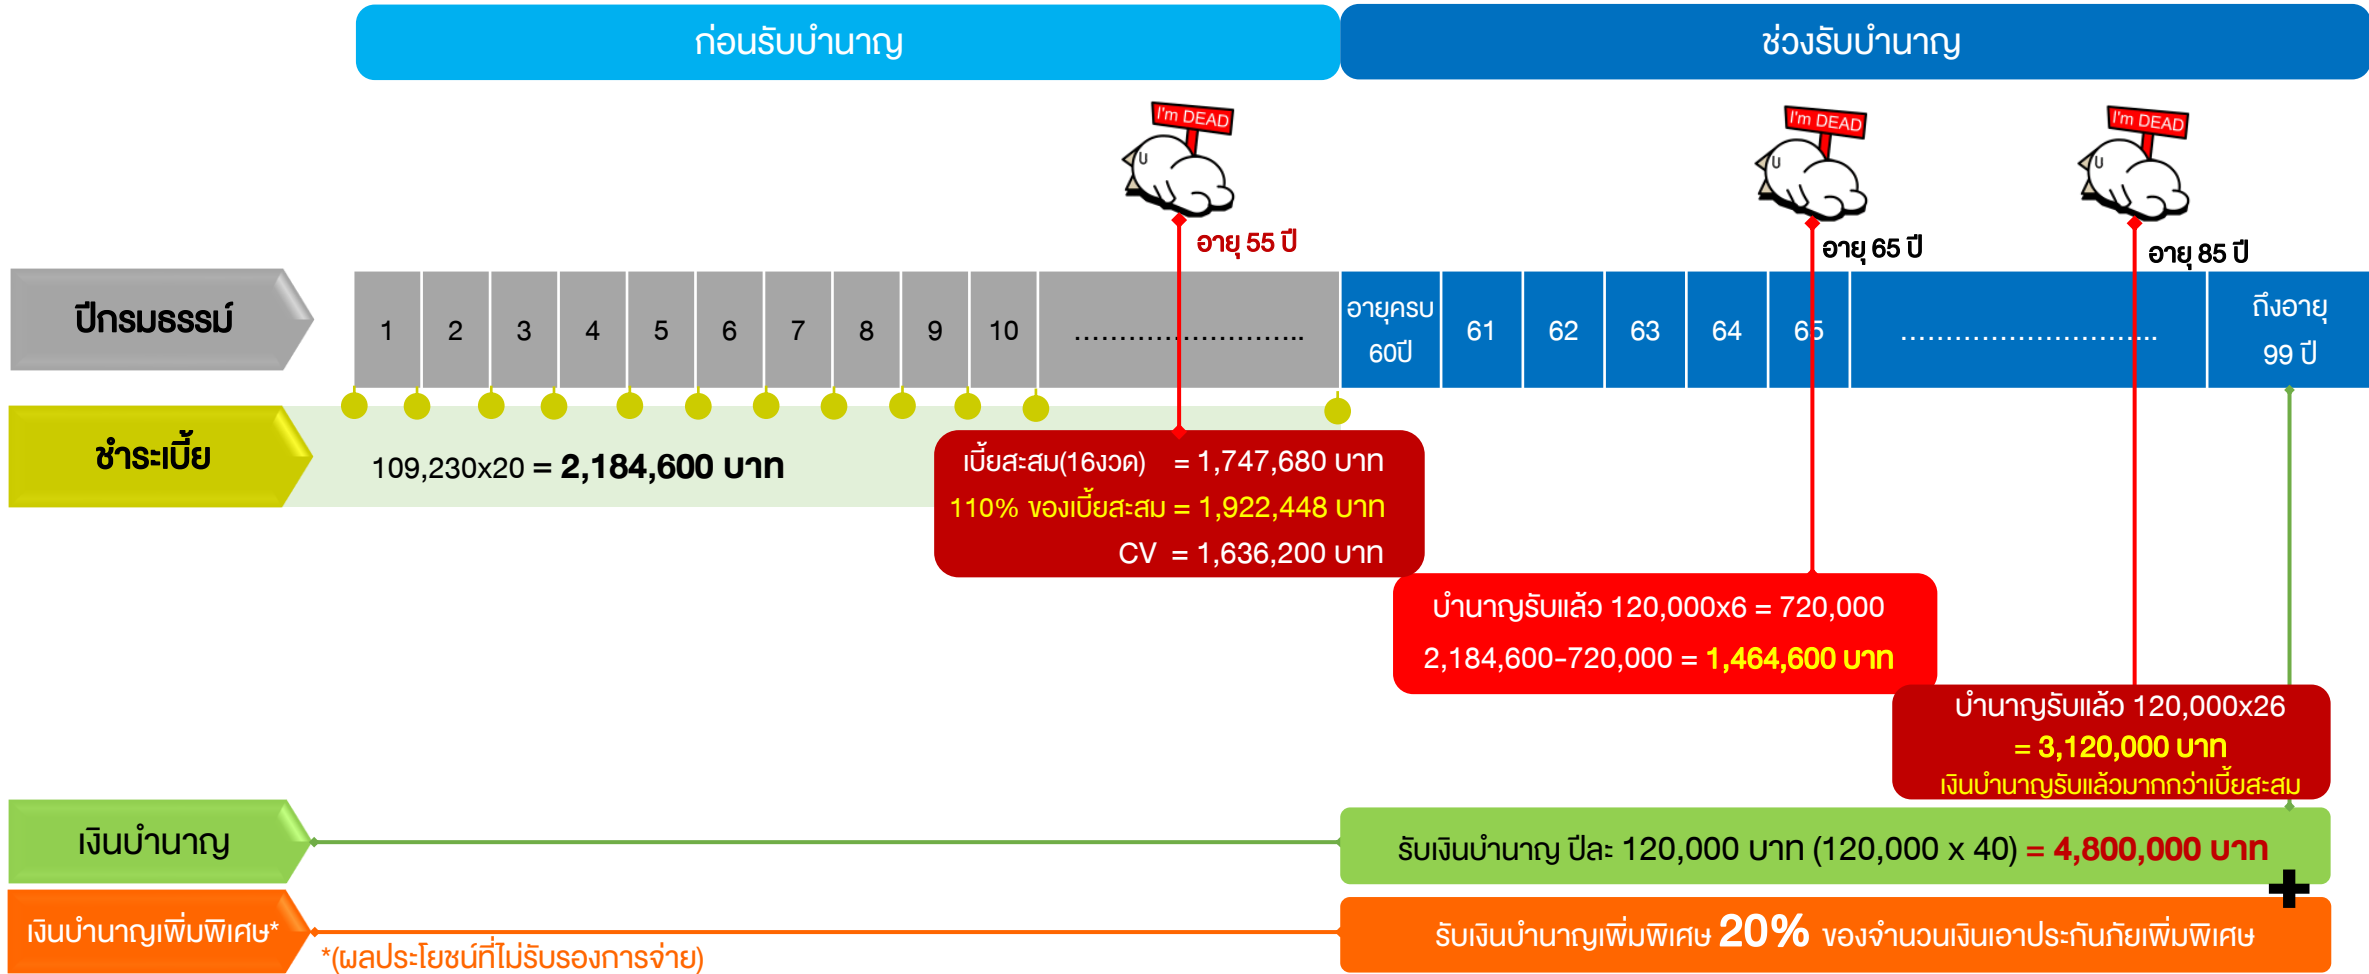 ก่อนรับบำนาญ
ช่วงรับบำนาญ
I'm DEAD
I'm DEAD
I'm DEAD
อายุ 55 ปี
อายุ 65 ปี
อายุ 85 ปี
ปีกรมธรรม์
1 2 3 4 5 6 7 8 9 10 ..........................
อายุครบ
60ปี
61 62 63 64 65 ............................
ถึงอายุ
99 ปี
ชำระเบี้ย
109,230x20 = 2,184,600 บาท
เบี้ยสะสม(16งวด) = 1,747,680 บาท
110% ของเบี้ยสะสม = 1,922,448 บาท
CV = 1,636,200 บาท
บำนาญรับแล้ว 120,000x6 = 720,000
2,184,600-720,000 = 1,464,600 บาท
บำนาญรับแล้ว 120,000x26
= 3,120,000 บาท
เงินบำนาญรับแล้วมากกว่าเบี้ยสะสม
เงินบำนาญ
รับเงินบำนาญ ปีละ 120,000 บาท (120,000 x 40) = 4,800,000 บาท
+
เงินบำนาญเพิ่มพิเศษ*
*(ผลประโยชน์ที่ไม่รับรองการจ่าย)
รับเงินบำนาญเพิ่มพิเศษ 20% ของจำนวนเงินเอาประกันภัยเพิ่มพิเศษ